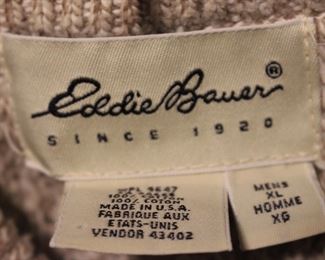 Eddie Bauer®
SINCE 1920
100% COTON
MADE IN U.S.A.
FABRIQUE AUX
ETATS-UNIS
VENDOR 43402
MENS
XL
HOMME
XG